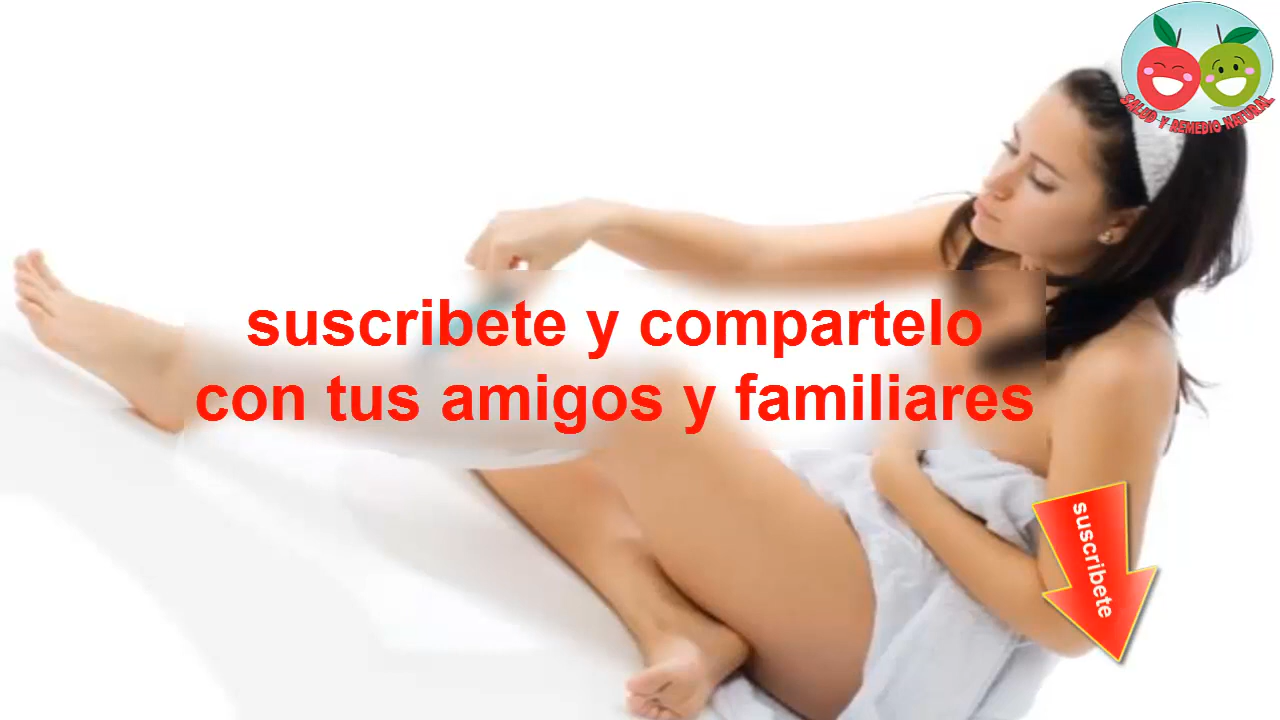 SALUD Y REMEDIO NATURAL
suscribete y compartelo
con tus amigos y familiares
suscribete